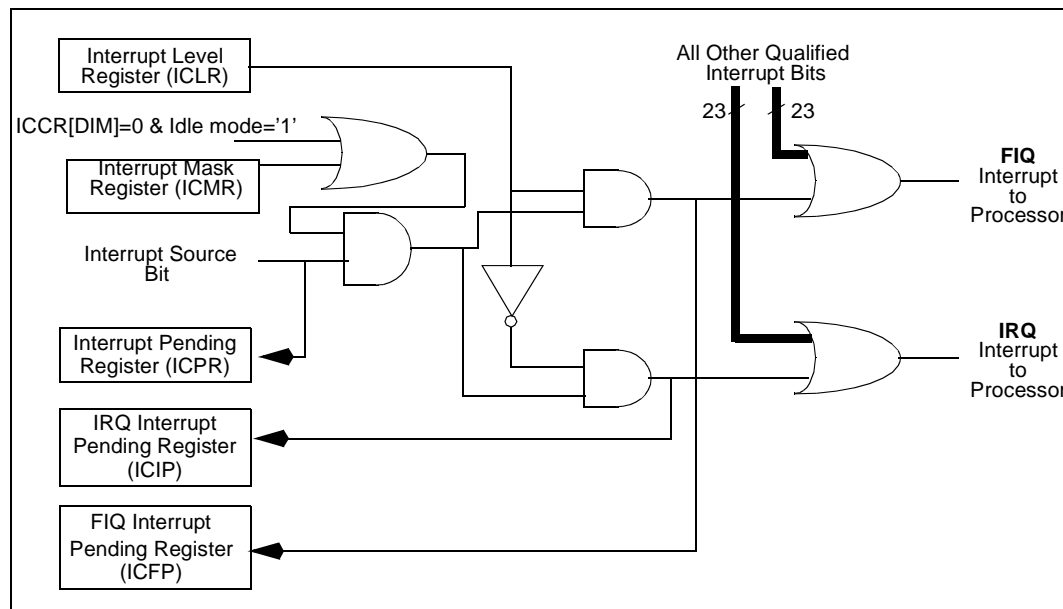 Interrupt Level
Register (ICLR)
All Other Qualified
Interrupt Bits
23
23
ICCR[DIM]=0 & Idle mode='1'
Interrupt Mask
Register (ICMR)
FIQ
Interrupt
to
Processor
Interrupt Source
Bit
Interrupt Pending
Register (ICPR)
IRQ
Interrupt
to
Processor
IRQ Interrupt
Pending Register
(ICIP)
FIQ Interrupt
Pending Register
(ICFP)